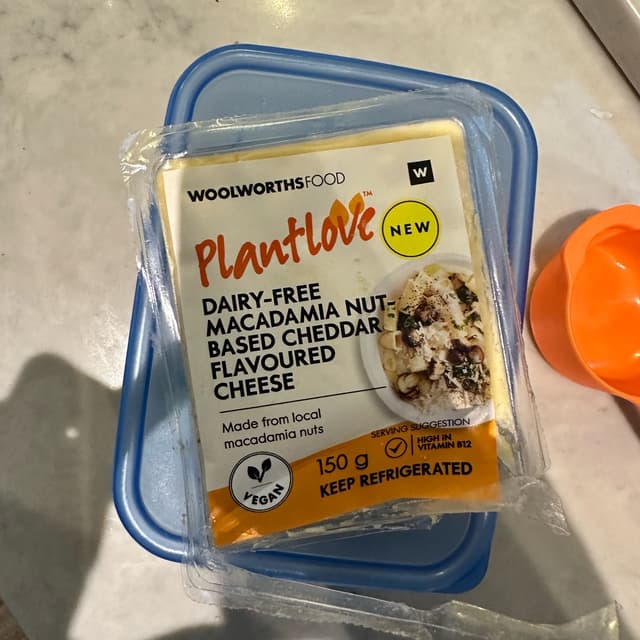 WOOLWORTHSFOOD
W
Plantlove™
NEW
DAIRY-FREE
MACADAMIA NUT-
BASED CHEDDAR
FLAVOURED
CHEESE
Made from local
macadamia nuts
SERVING SUGGESTION
VEGAN
150 g
HIGH IN
VITAMIN B12
KEEP REFRIGERATED